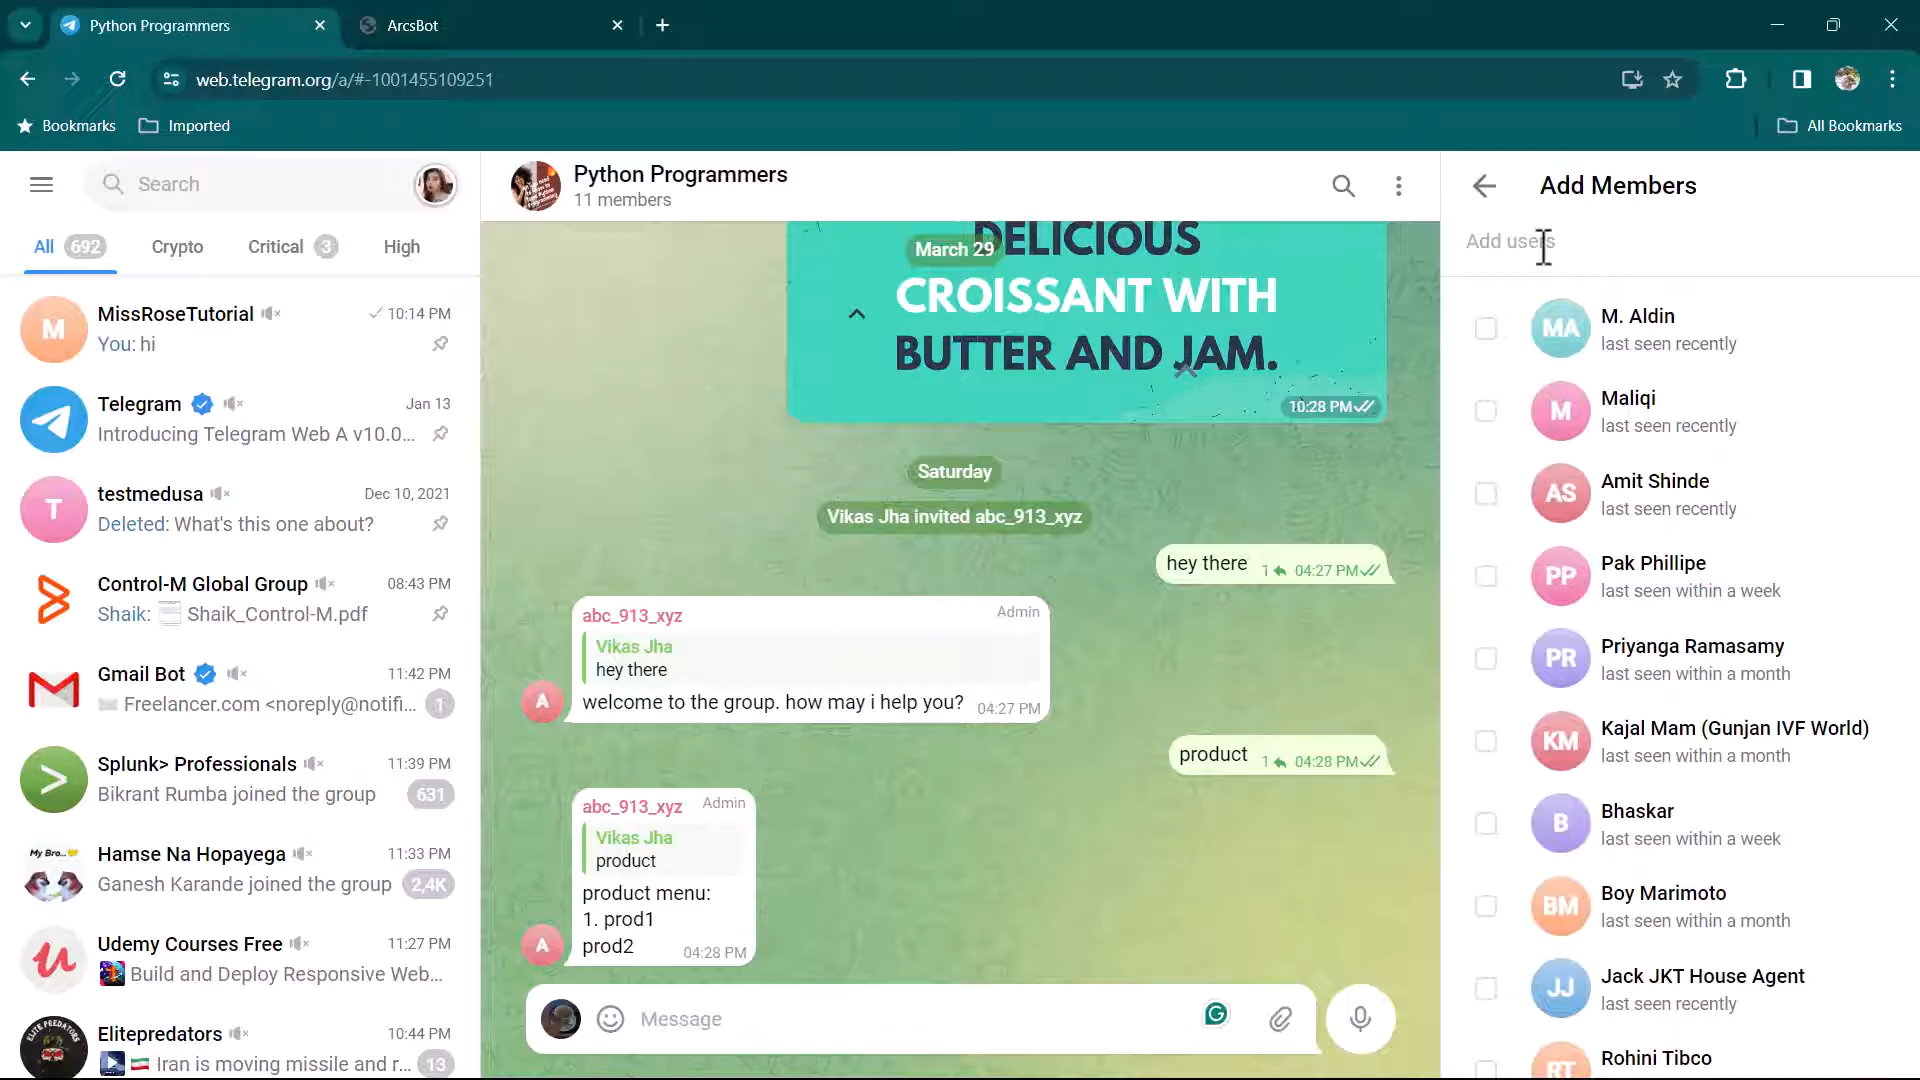 Python Programmers
ArcsBot
web.telegram.org/a/#-1001455109251
Bookmarks
Imported
All Bookmarks
Search
All 692
Crypto
Critical 3
High
M
MissRoseTutorial
10:14 PM
You: hi
Telegram
Jan 13
Introducing Telegram Web A v10.0...
T
testmedusa
Dec 10, 2021
Deleted: What's this one about?
Control-M Global Group
08:43 PM
Shaik: Shaik_Control-M.pdf
Gmail Bot
11:42 PM
Freelancer.com <noreply@notifi...
1
Splunk> Professionals
11:39 PM
Bikrant Rumba joined the group
631
My Bro...
Hamse Na Hopayega
11:33 PM
Ganesh Karande joined the group
2,4K
Udemy Courses Free
11:27 PM
Build and Deploy Responsive Web...
ELITE PREDATORS
Elitepredators
10:44 PM
Iran is moving missile and r...
13
Python Programmers
11 members
March 29
DELICIOUS
CROISSANT WITH
BUTTER AND JAM.
10:28 PM
Saturday
Vikas Jha invited abc_913_xyz
hey there 1 04:27 PM
abc_913_xyz Admin
Vikas Jha
hey there
A
welcome to the group. how may i help you? 04:27 PM
product 1 04:28 PM
abc_913_xyz Admin
Vikas Jha
product
product menu:
1. prod1
prod2 04:28 PM
A
Message
Add Members
Add users
MA
M. Aldin
last seen recently
M
Maliqi
last seen recently
AS
Amit Shinde
last seen recently
PP
Pak Phillipe
last seen within a week
PR
Priyanga Ramasamy
last seen within a month
KM
Kajal Mam (Gunjan IVF World)
last seen within a month
B
Bhaskar
last seen within a week
BM
Boy Marimoto
last seen within a month
JJ
Jack JKT House Agent
last seen recently
RT
Rohini Tibco